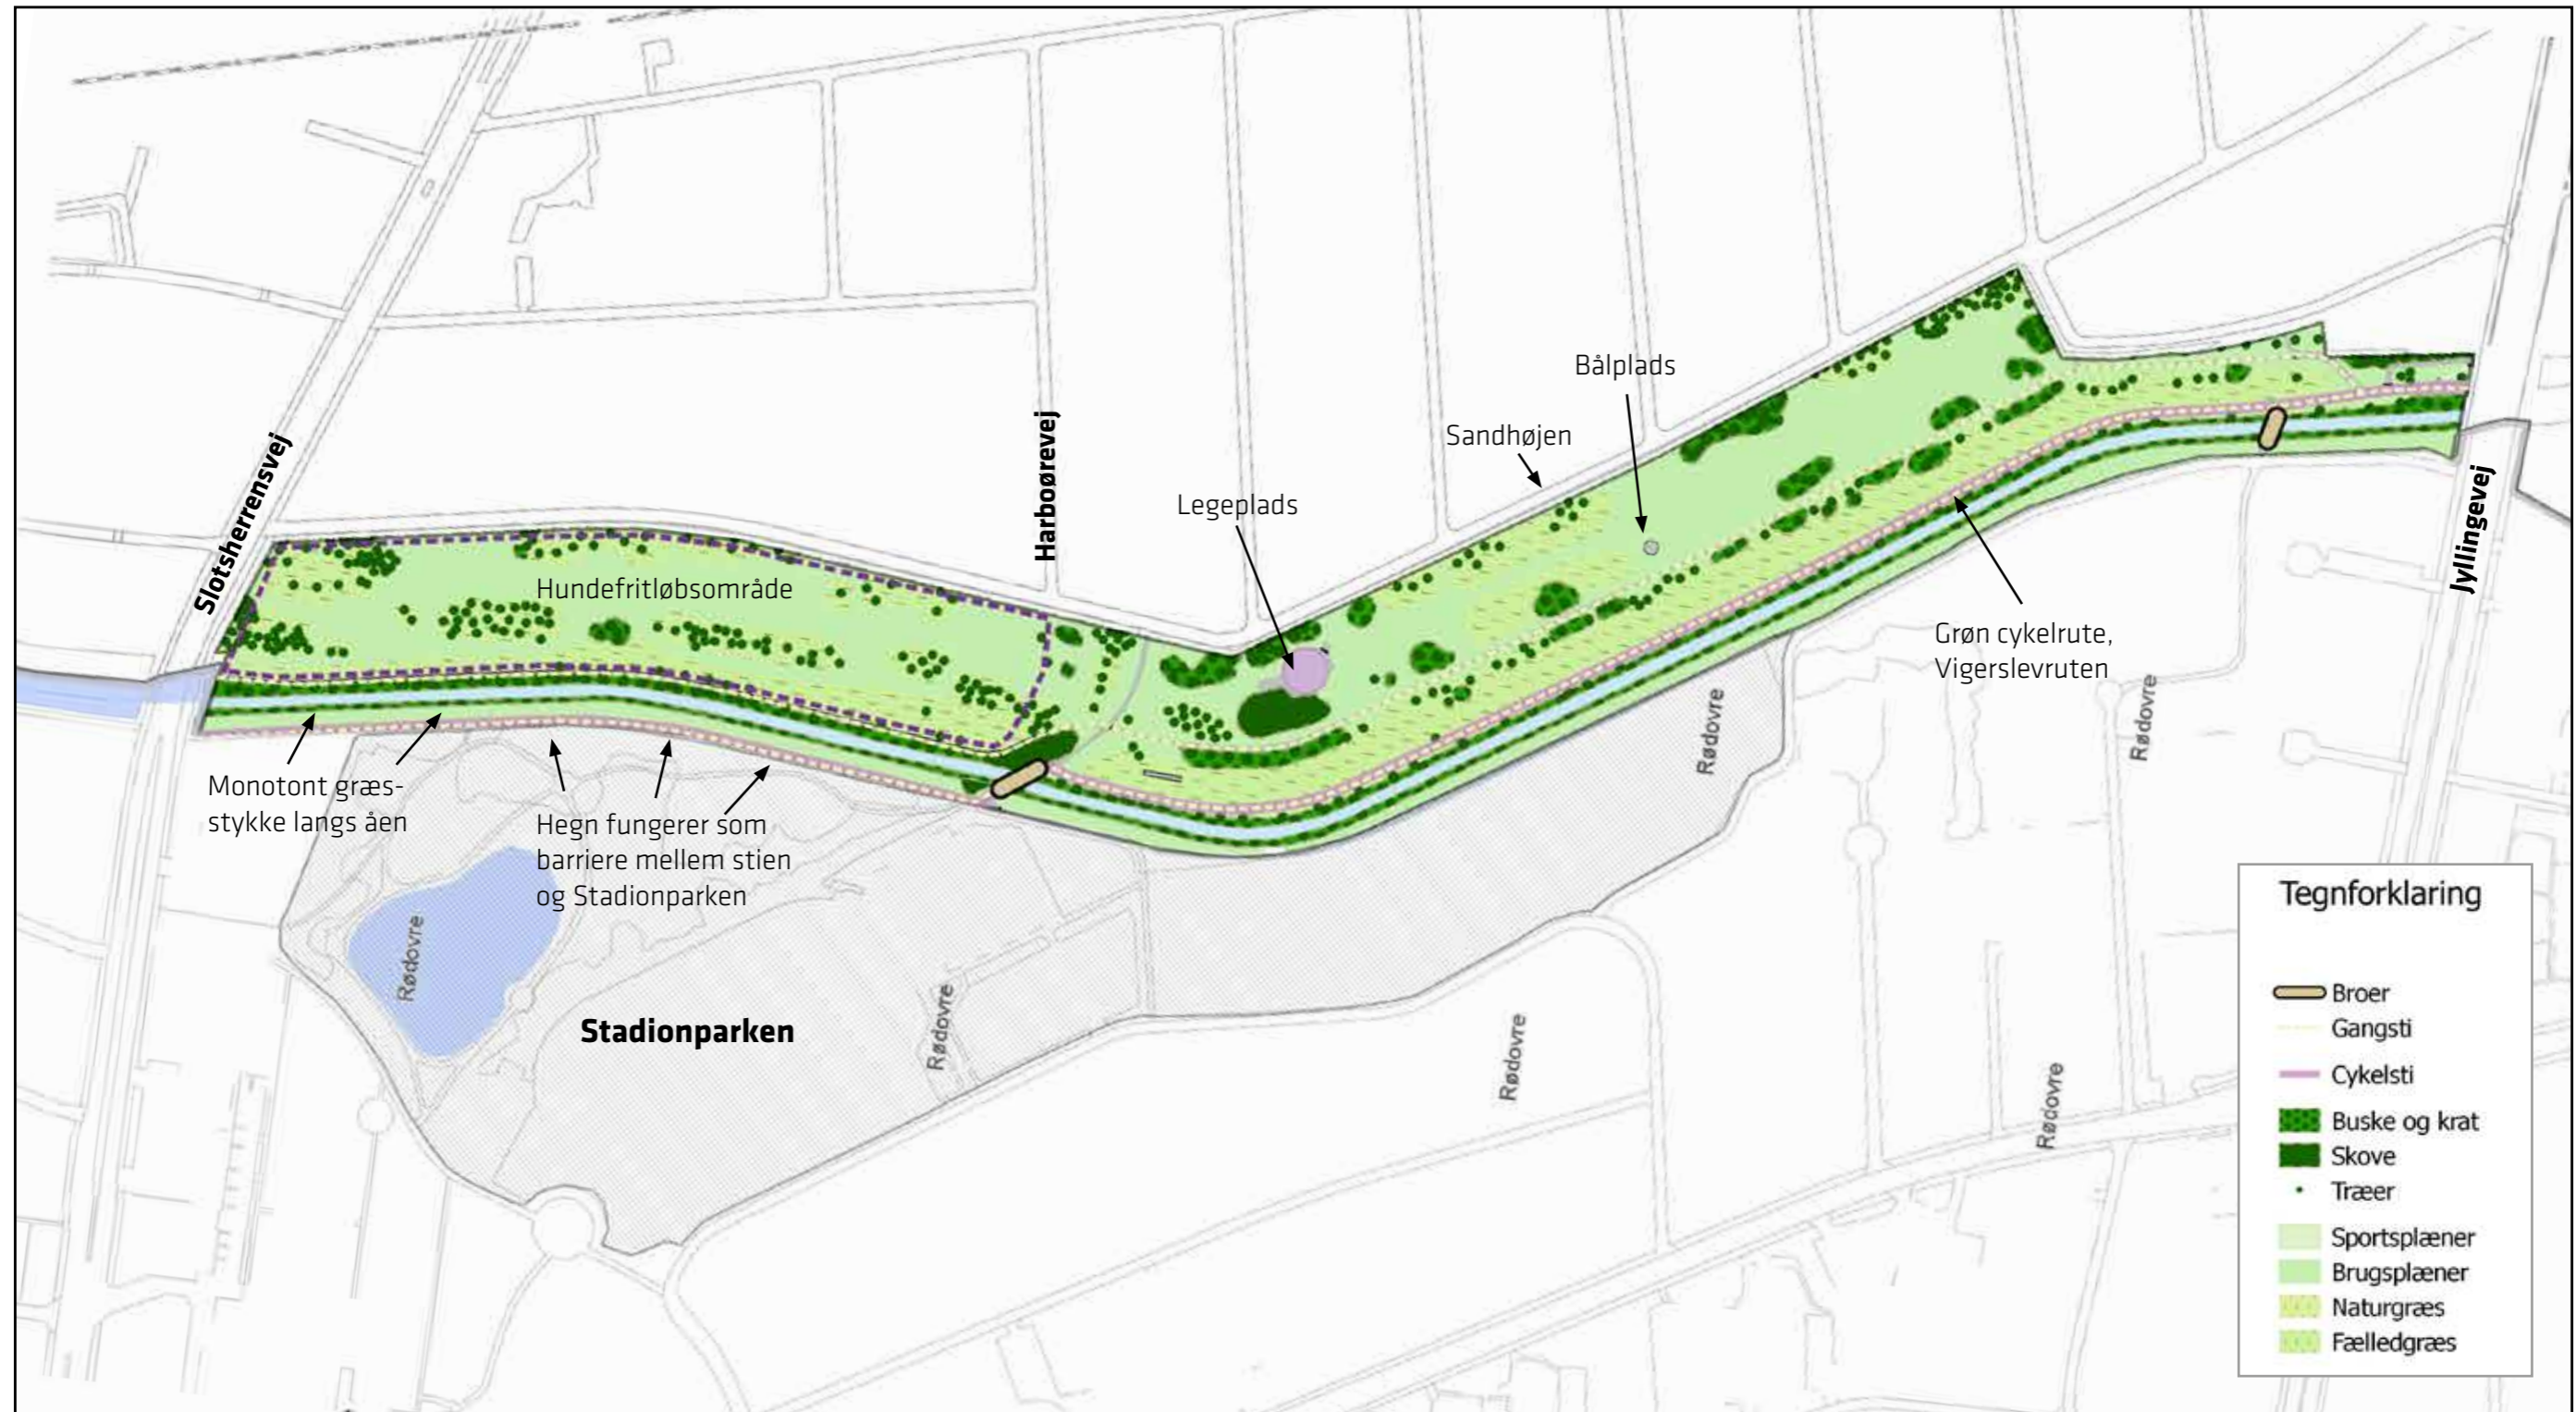 Bålplads
Sandhøjen
Legeplads
Harboørevej
Slotsherrensvej
Jyllingevej
Hundefritløbsområde
Grøn cykelrute,
Vigerslevruten
Monotont græs-
stykke langs åen
Hegn fungerer som
barriere mellem stien
og Stadionparken
Rødovre
Rødovre
Rødovre
Rødovre
Rødovre
Rødovre
Stadionparken
Tegnforklaring
Broer
Gangsti
Cykelsti
Buske og krat
Skove
Træer
Sportsplæner
Brugsplæner
Naturgræs
Fælledgræs